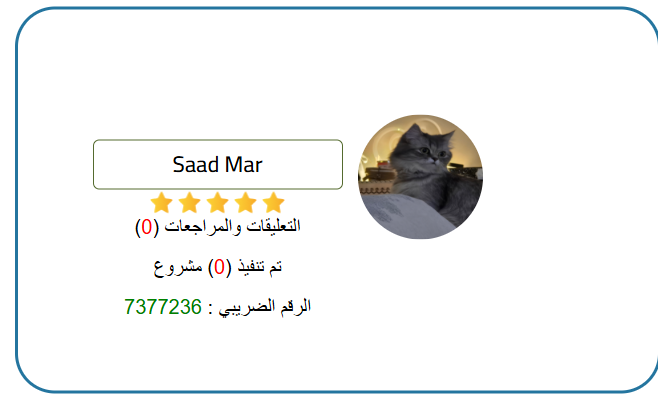 Saad Mar
التعليقات والمراجعات (0)
تم تنفيذ (0) مشروع
الرقم الضريبي : 7377236